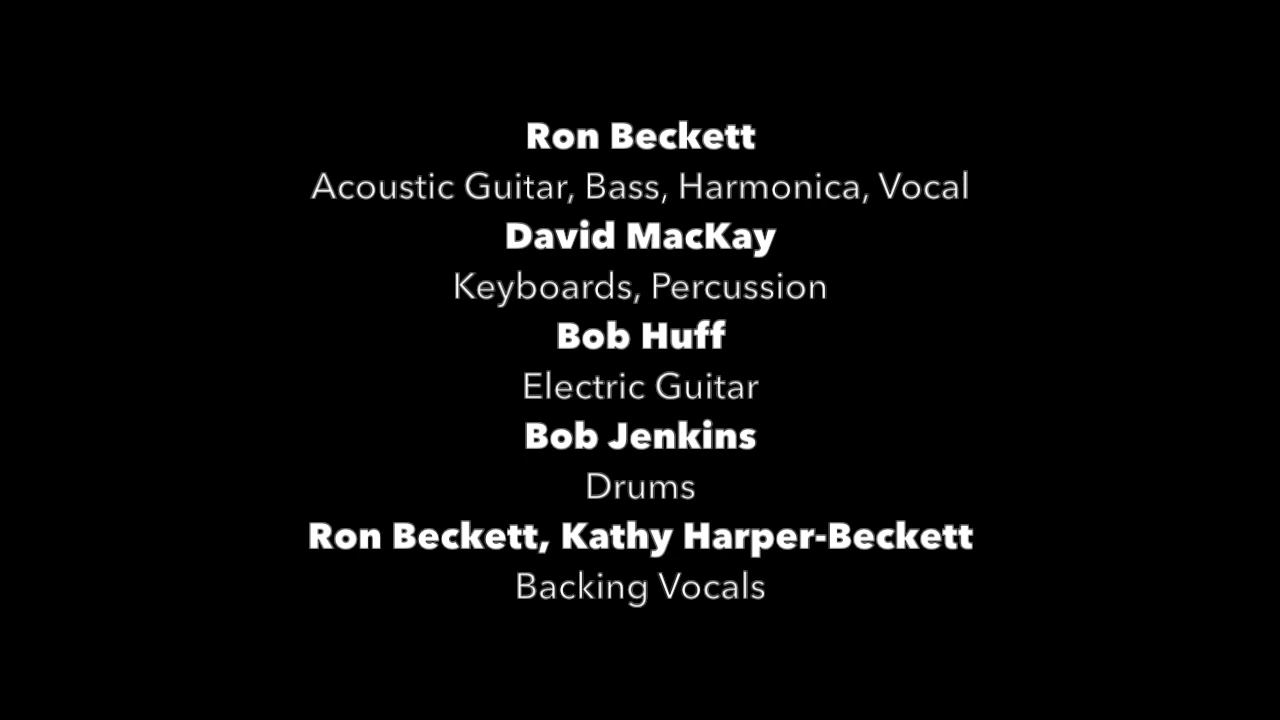 Ron Beckett
Acoustic Guitar, Bass, Harmonica, Vocal
David MacKay
Keyboards, Percussion
Bob Huff
Electric Guitar
Bob Jenkins
Drums
Ron Beckett, Kathy Harper-Beckett
Backing Vocals